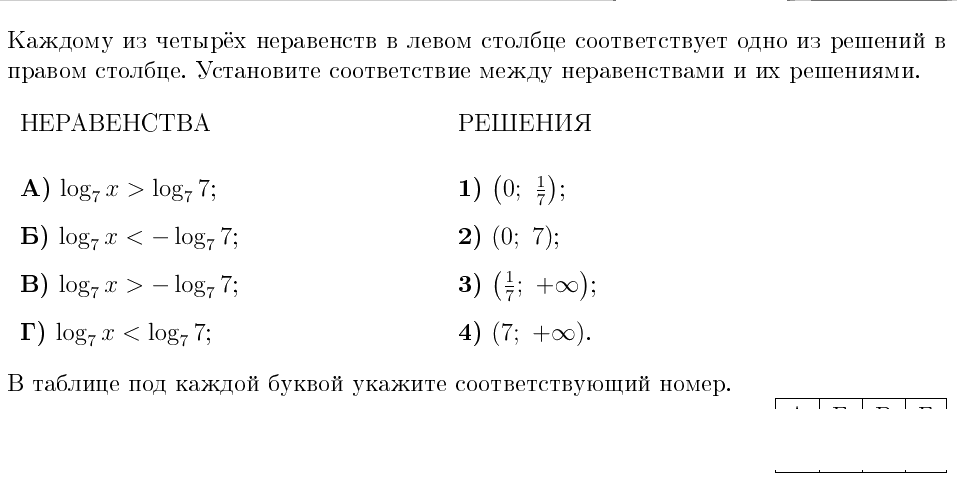 Каждому из четырёх неравенств в левом столбце соответствует одно из решений в
правом столбце. Установите соответствие между неравенствами и их решениями.
НЕРАВЕНСТВА РЕШЕНИЯ
А) log₇ x > log₇ 7; 1) (0; 1/7);
Б) log₇ x < − log₇ 7; 2) (0; 7);
В) log₇ x > − log₇ 7; 3) (1/7; +∞);
Г) log₇ x < log₇ 7; 4) (7; +∞).
В таблице под каждой буквой укажите соответствующий номер.